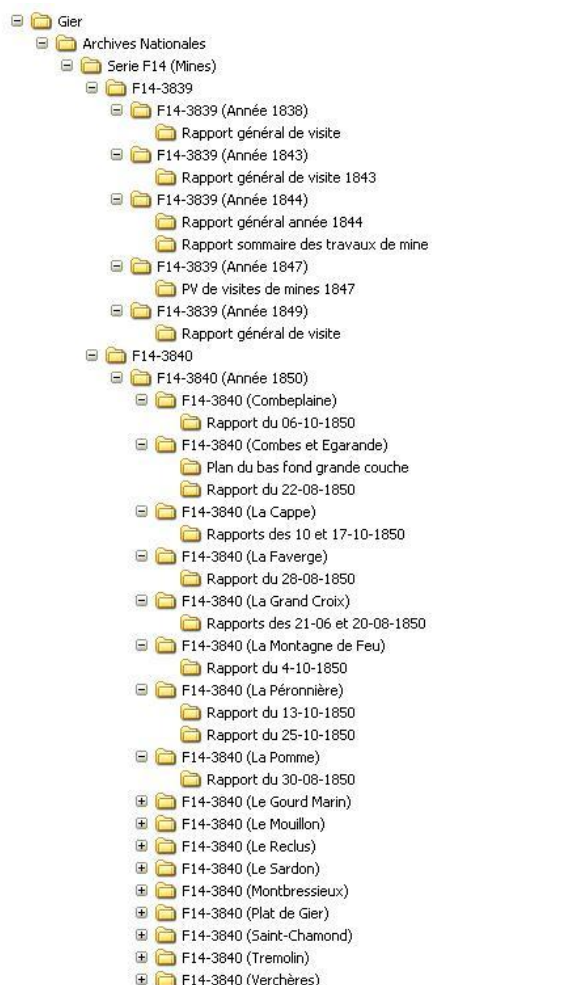 Gier
Archives Nationales
Serie F14 (Mines)
F14-3839
F14-3839 (Année 1838)
Rapport général de visite
F14-3839 (Année 1843)
Rapport général de visite 1843
F14-3839 (Année 1844)
Rapport général année 1844
Rapport sommaire des travaux de mine
F14-3839 (Année 1847)
PV de visites de mines 1847
F14-3839 (Année 1849)
Rapport général de visite
F14-3840
F14-3840 (Année 1850)
F14-3840 (Combeplaine)
Rapport du 06-10-1850
F14-3840 (Combes et Egarande)
Plan du bas fond grande couche
Rapport du 22-08-1850
F14-3840 (La Cappe)
Rapports des 10 et 17-10-1850
F14-3840 (La Faverge)
Rapport du 28-08-1850
F14-3840 (La Grand Croix)
Rapports des 21-06 et 20-08-1850
F14-3840 (La Montagne de Feu)
Rapport du 4-10-1850
F14-3840 (La Péronnière)
Rapport du 13-10-1850
Rapport du 25-10-1850
F14-3840 (La Pomme)
Rapport du 30-08-1850
F14-3840 (Le Gourd Marin)
F14-3840 (Le Mouillon)
F14-3840 (Le Reclus)
F14-3840 (Le Sardon)
F14-3840 (Montbressieux)
F14-3840 (Plat de Gier)
F14-3840 (Saint-Chamond)
F14-3840 (Tremolin)
F14-3840 (Verchères)